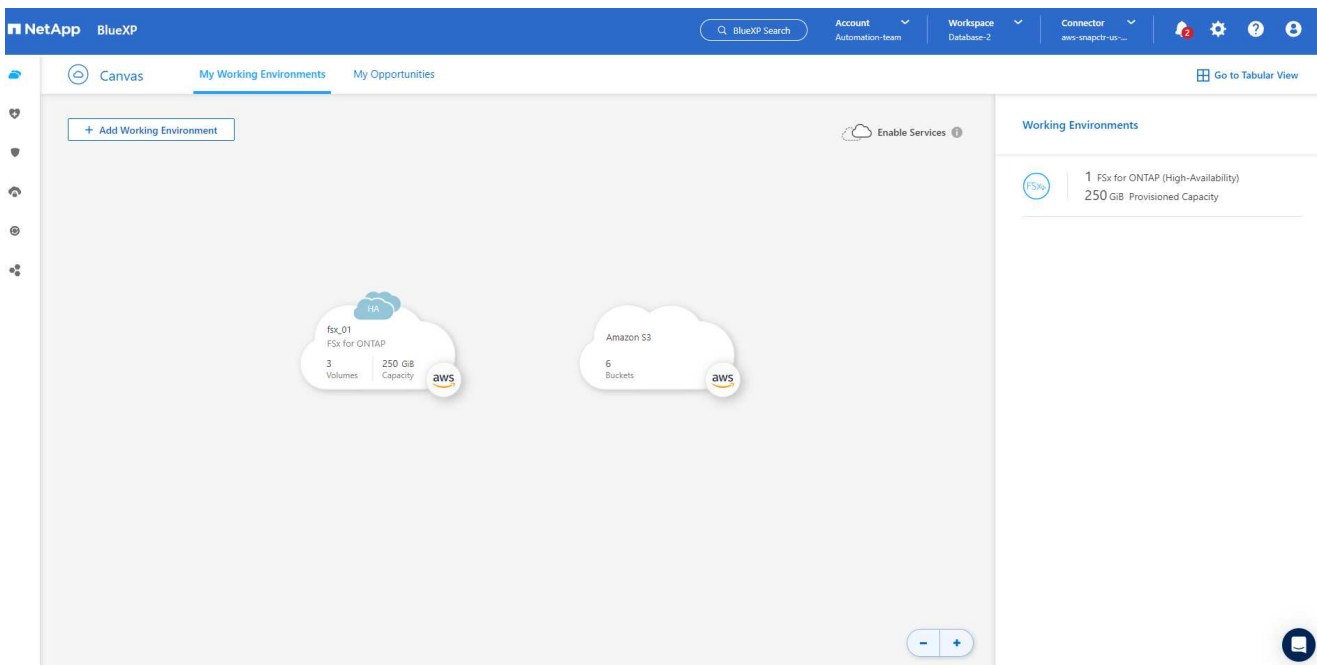 NetApp BlueXP
BlueXP Search
Account
Automation-team
Workspace
Database-2
Connector
aws-snapctr-us-...
2
Canvas
My Working Environments
My Opportunities
Go to Tabular View
+ Add Working Environment
Enable Services
Working Environments
FSx
1 FSx for ONTAP (High-Availability)
250 GiB Provisioned Capacity
HA
fsx_01
FSx for ONTAP
3
Volumes
250 GiB
Capacity
aws
Amazon S3
6
Buckets
aws
- +